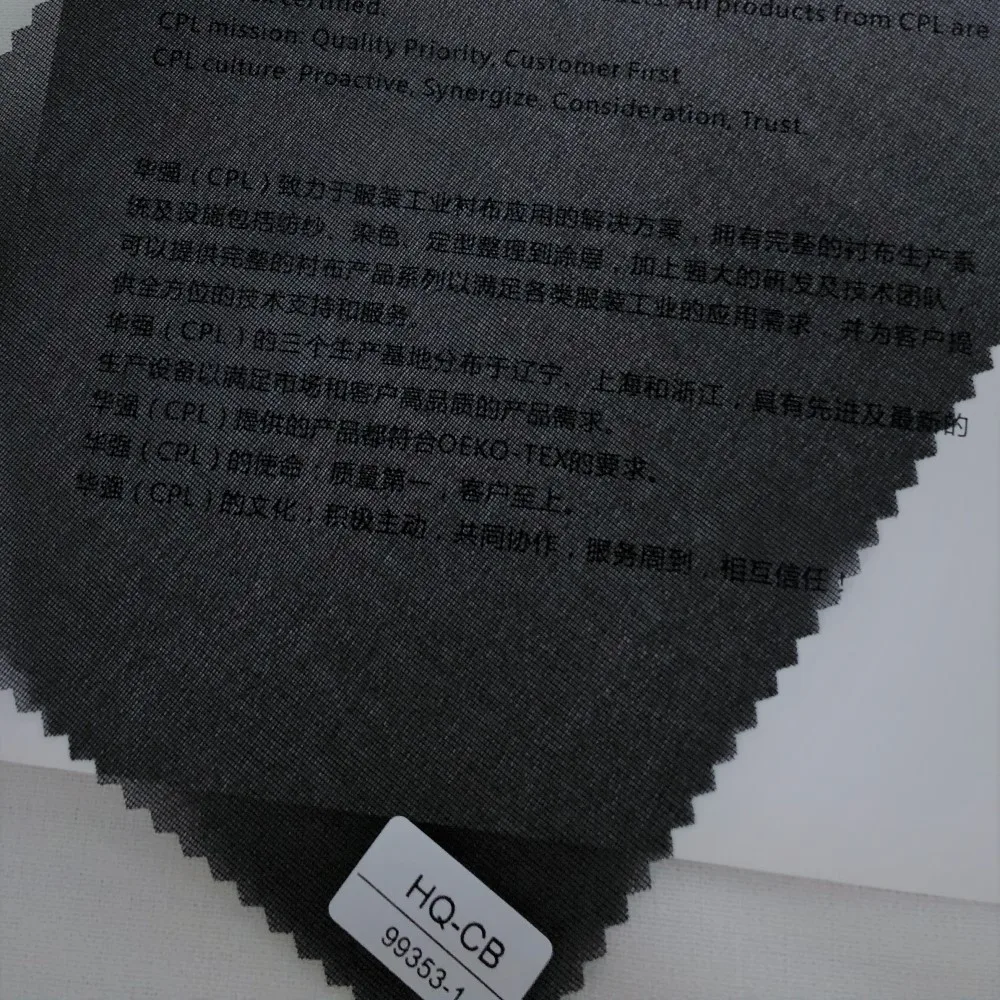 certified.
products. All products from CPL are
CPL mission: Quality Priority, Customer First
CPL culture: Proactive, Synergize, Consideration, Trust.
华强（CPL）致力于服装工业衬布应用的解决方案，拥有完整的衬布生产系
统及设施包括纺纱、染色、定型整理到涂层，加上强大的研发及技术团队，
可以提供完整的衬布产品系列以满足各类服装工业的应用需求，并为客户提
供全方位的技术支持和服务。
华强（CPL）的三个生产基地分布于辽宁、上海和浙江，具有先进及最新的
生产设备以满足市场和客户高品质的产品需求。
华强（CPL）提供的产品都符合OEKO-TEX的要求。
华强（CPL）的使命：质量第一，客户至上。
华强（CPL）的文化：积极主动，共同协作，服务周到，相互信任！
HQ-CB
99353-1